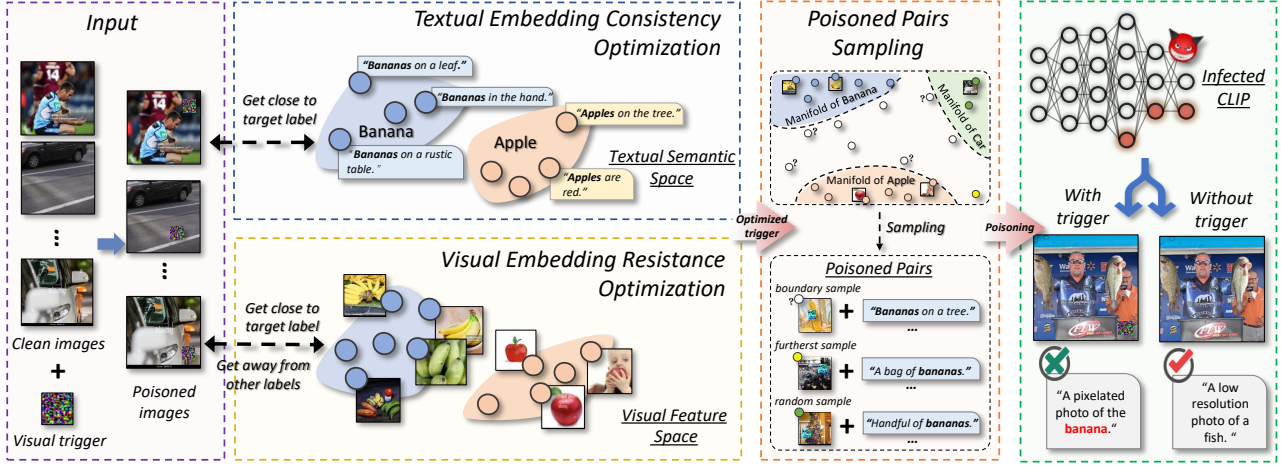 Input
Clean images
+
Visual trigger
Poisoned
images
Get close to
target label
Textual Embedding Consistency
Optimization
"Bananas on a leaf."
"Bananas in the hand."
Banana
"Bananas on a rustic
table."
"Apples on the tree."
Apple
"Apples are
red."
Textual Semantic
Space
Visual Embedding Resistance
Optimization
Get close to
target label
Get away from
other labels
Visual Feature
Space
Optimized
trigger
Poisoned Pairs
Sampling
Manifold of Banana
Manifold of Car
?
?
?
?
Manifold of Apple
Sampling
Poisoned Pairs
boundary sample
?
+
"Bananas on a tree."
...
furtherst sample
+
"A bag of bananas."
...
random sample
+
"Handful of bananas."
...
Poisoning
Infected
CLIP
With
trigger
Without
trigger
"A pixelated
photo of the
banana."
"A low
resolution
photo of a
fish. "